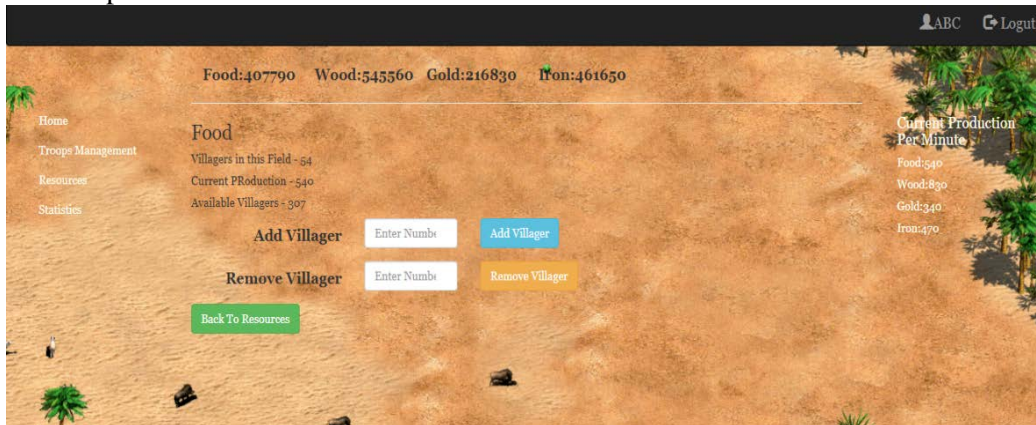 ABC Logut
Food:407790 Wood:545560 Gold:216830 Iron:461650
Home
Troops Management
Resources
Statistics
Food
Villagers in this Field - 54
Current PRoduction - 540
Available Villagers - 307
Add Villager Enter Numbe Add Villager
Remove Villager Enter Numbe Remove Villager
Back To Resources
Current Production
Per Minute
Food:540
Wood:830
Gold:340
Iron:470